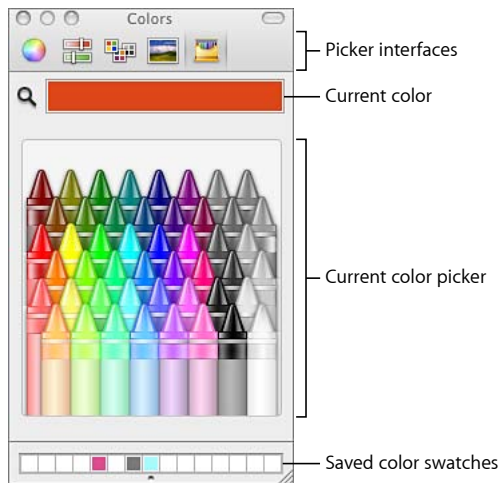 Colors
Picker interfaces
Current color
Current color picker
Saved color swatches